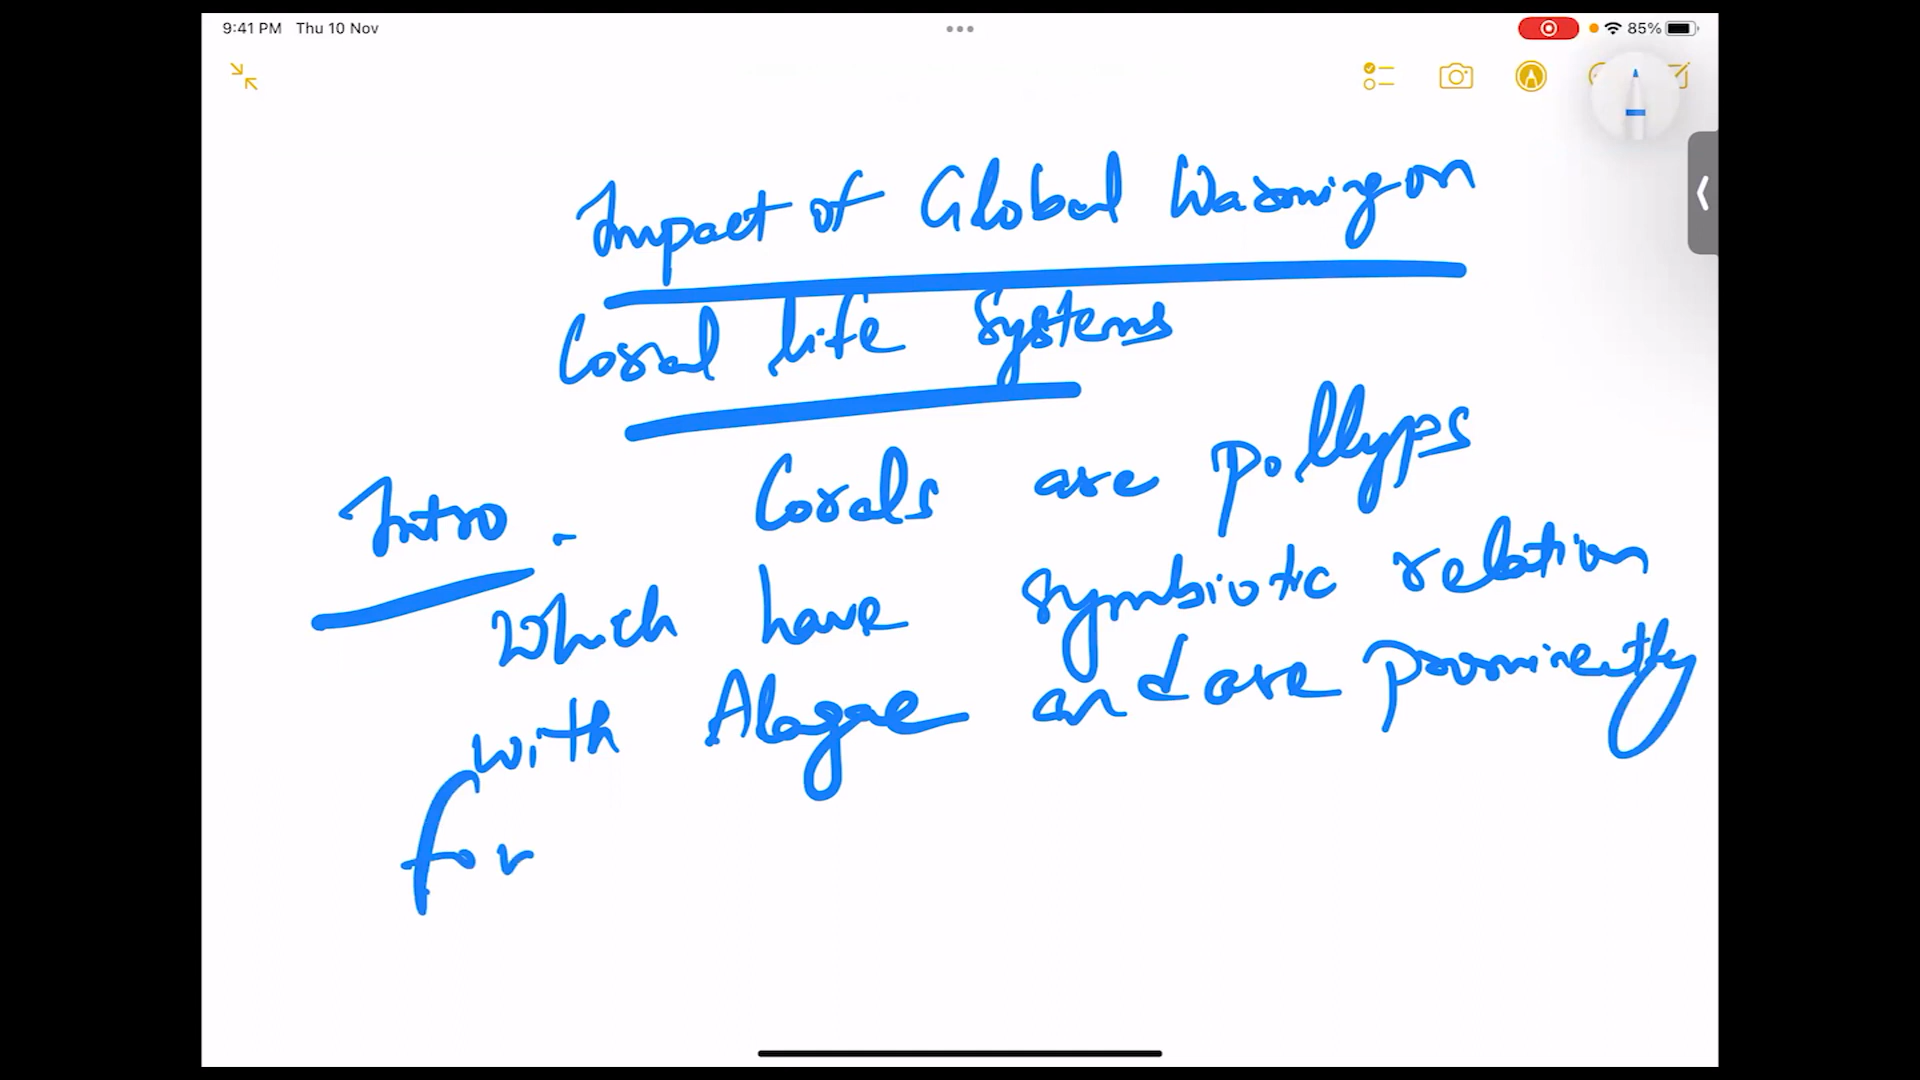 9:41 PM Thu 10 Nov 85%
Impact of Global Warming on
Coral life Systems
Intro. Corals are pollyps
which have symbiotic relation
with Alagae and are prominently
for